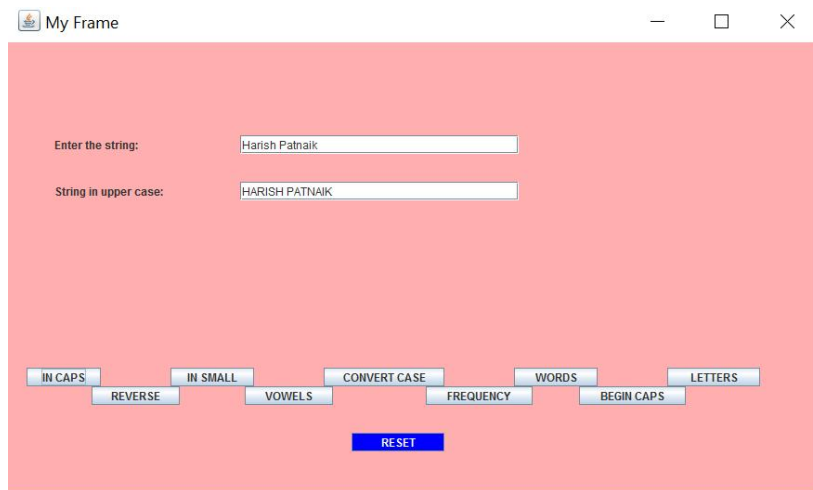 My Frame
Enter the string: Harish Patnaik
String in upper case: HARISH PATNAIK
IN CAPS IN SMALL CONVERT CASE WORDS LETTERS
REVERSE VOWELS FREQUENCY BEGIN CAPS
RESET